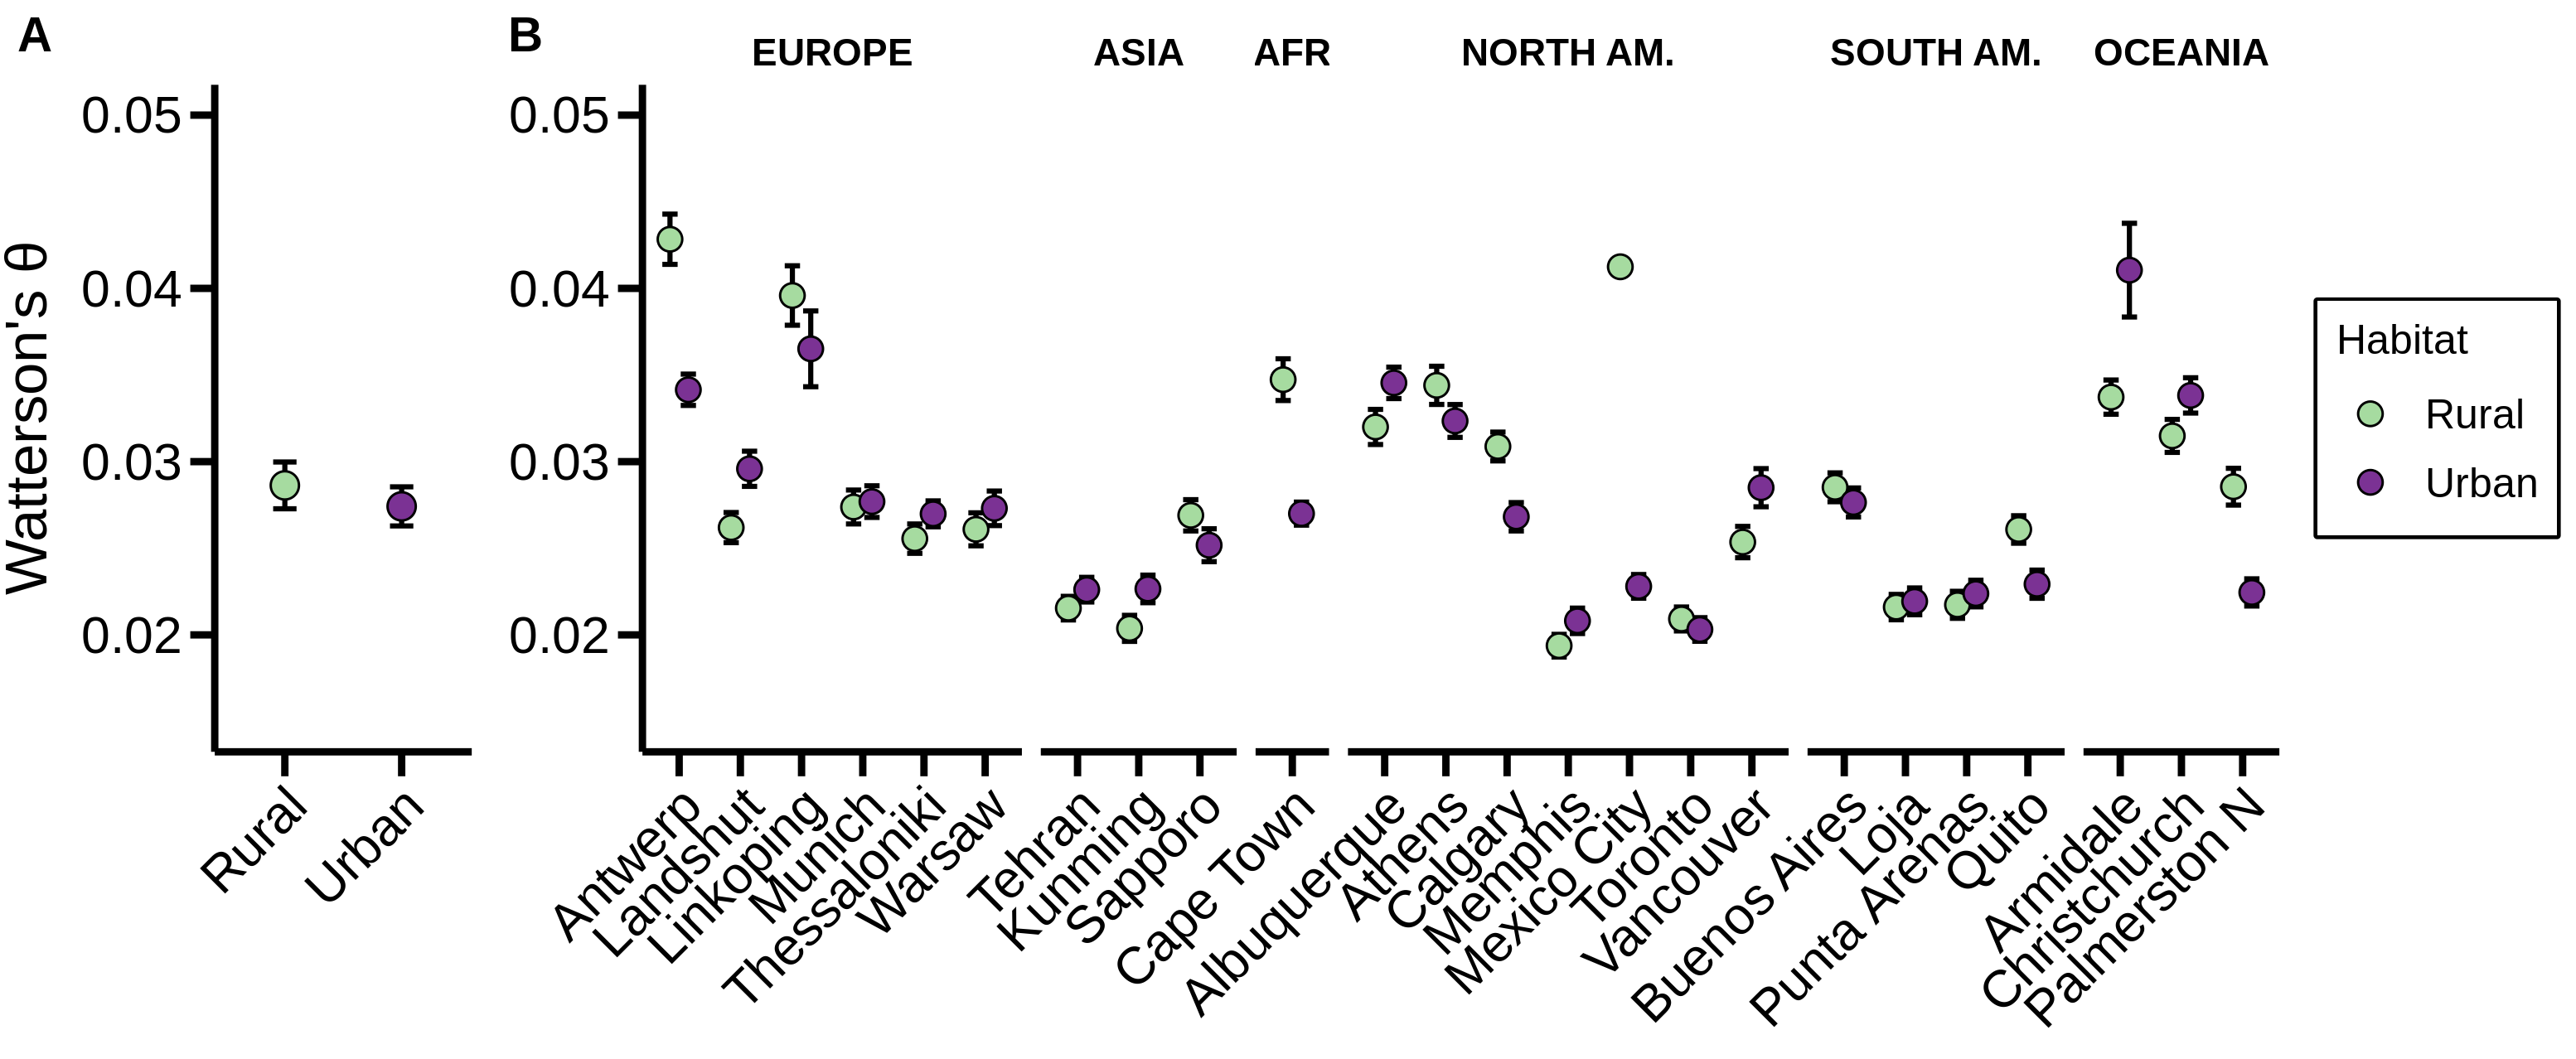 A
B
EUROPE
ASIA
AFR
NORTH AM.
SOUTH AM.
OCEANIA
Watterson's θ
0.05
0.04
0.03
0.02
Rural
Urban
0.05
0.04
0.03
0.02
Antwerp
Landshut
Linkoping
Munich
Thessaloniki
Warsaw
Tehran
Kunming
Sapporo
Cape Town
Albuquerque
Athens
Calgary
Memphis
Mexico City
Toronto
Vancouver
Buenos Aires
Loja
Punta Arenas
Quito
Armidale
Christchurch
Palmerston N
Habitat
Rural
Urban